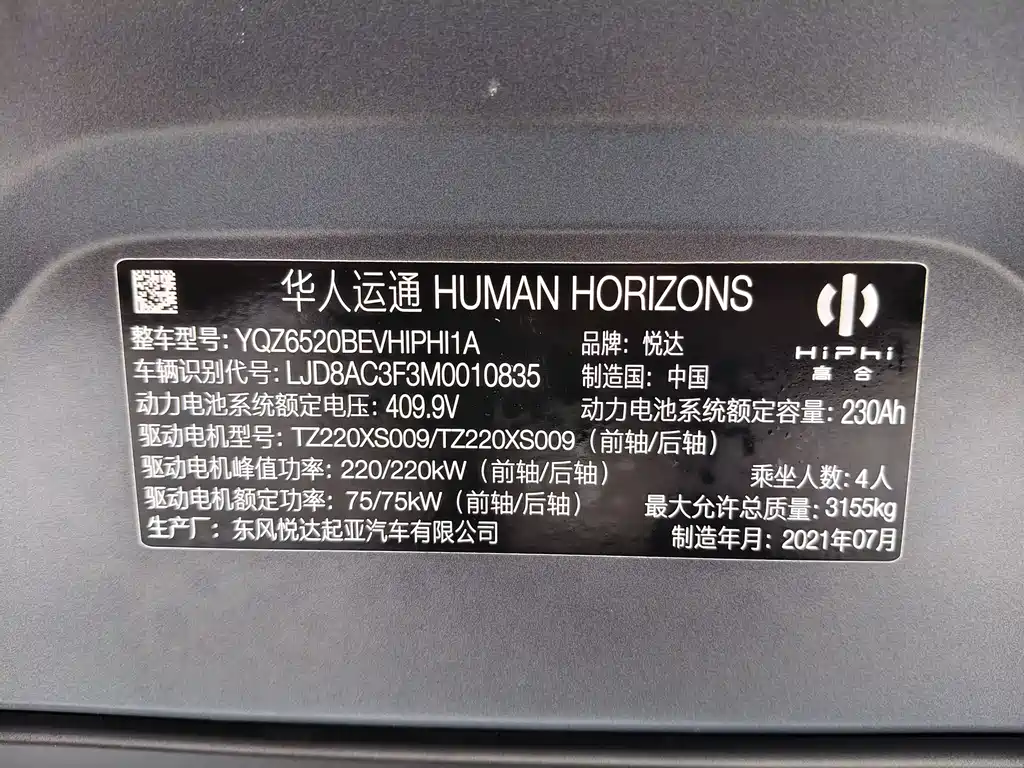 华人运通 HUMAN HORIZONS
HiPhi
高合
整车型号: YQZ6520BEVHIPHI1A 品牌: 悦达
车辆识别代号: LJD8AC3F3M0010835 制造国: 中国
动力电池系统额定电压: 409.9V 动力电池系统额定容量: 230Ah
驱动电机型号: TZ220XS009/TZ220XS009（前轴/后轴）
驱动电机峰值功率: 220/220kW（前轴/后轴） 乘坐人数: 4人
驱动电机额定功率: 75/75kW（前轴/后轴） 最大允许总质量: 3155kg
生产厂: 东风悦达起亚汽车有限公司 制造年月: 2021年07月